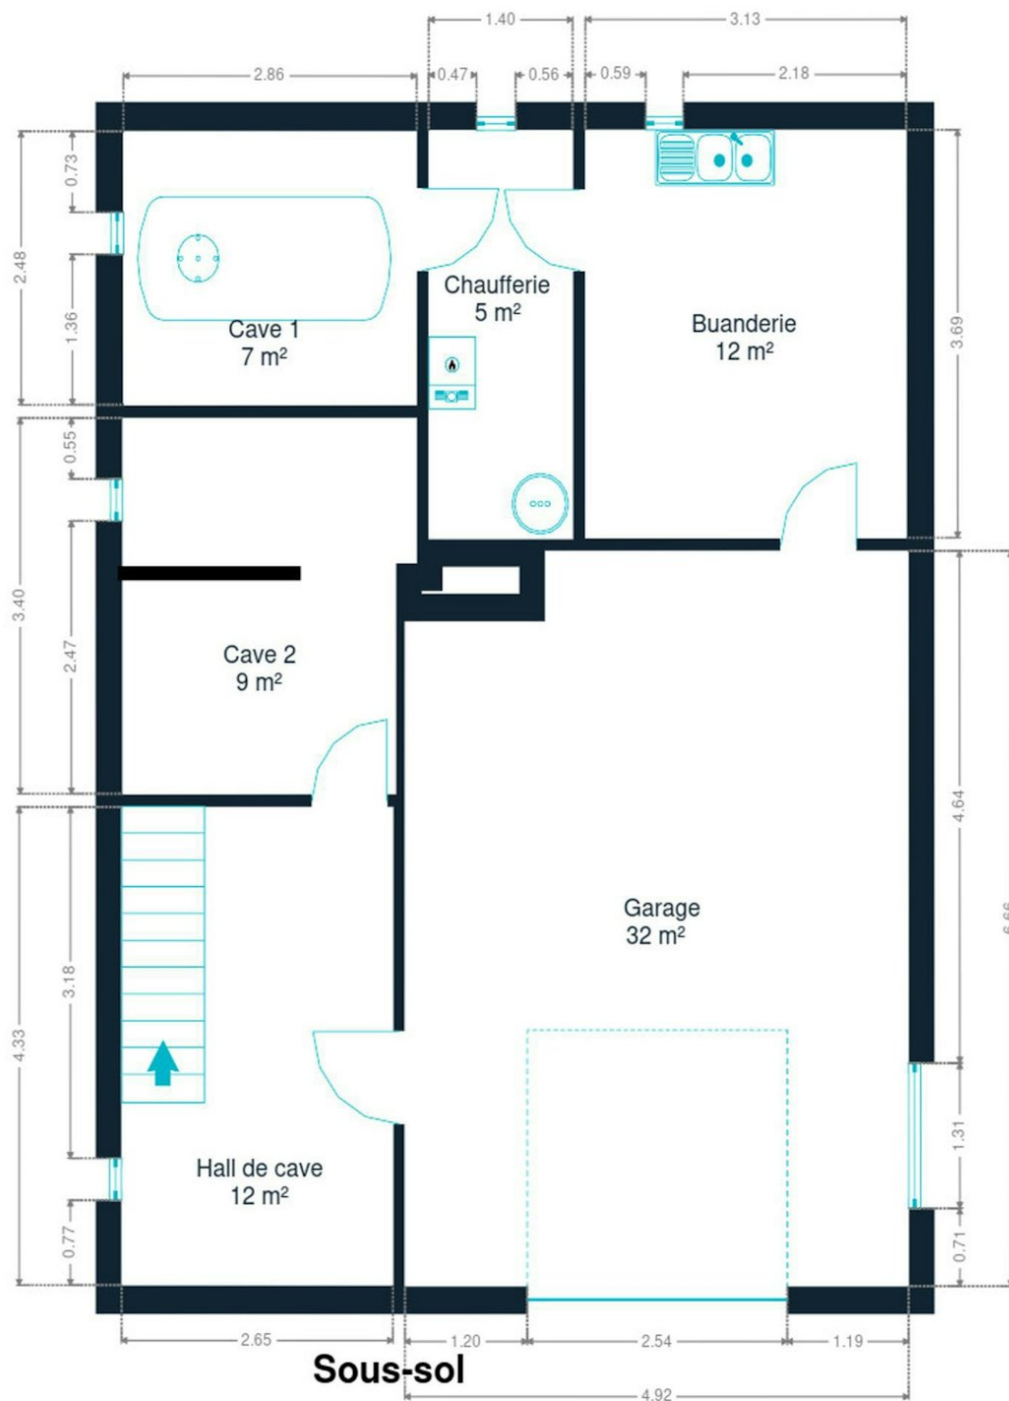 1.40
3.13
2.86
0.47
0.56
0.59
2.18
0.73
2.48
1.36
Chaufferie
5 m²
Cave 1
7 m²
Buanderie
12 m²
3.69
0.55
3.40
2.47
Cave 2
9 m²
4.64
Garage
32 m²
6.66
3.18
4.33
Hall de cave
12 m²
1.31
0.77
0.71
2.65
1.20
2.54
1.19
Sous-sol
4.92